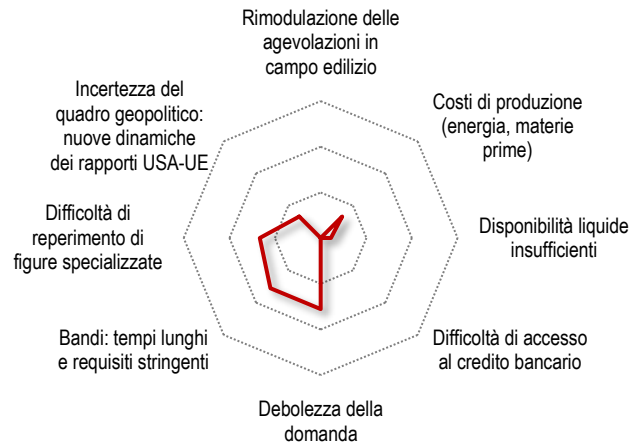 Rimodulazione delle
agevolazioni in
campo edilizio
Costi di produzione
(energia, materie
prime)
Disponibilità liquide
insufficienti
Difficoltà di accesso
al credito bancario
Debolezza della
domanda
Bandi: tempi lunghi
e requisiti stringenti
Difficoltà di
reperimento di
figure specializzate
Incertezza del
quadro geopolitico:
nuove dinamiche
dei rapporti USA-UE